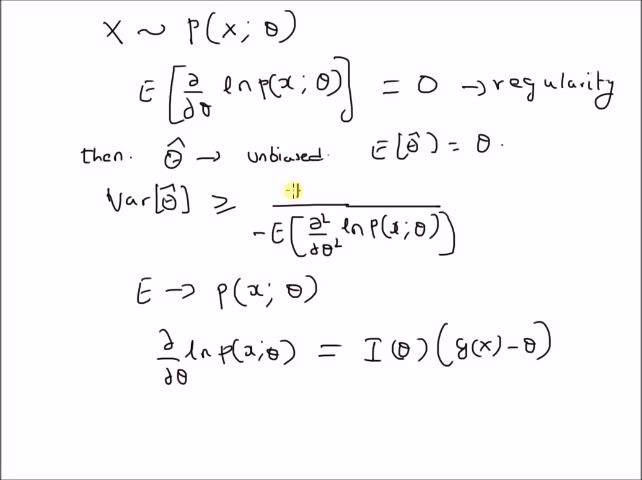 X ~ P(x; θ)
E[∂/∂θ ln p(x; θ)] = 0 → regularity
then. θ̂ → unbiased. E[θ̂) = θ.
Var[θ̂] ≥ 1/(-E[∂²/∂θ² ln P(x; θ)])
E → p(x; θ)
∂/∂θ ln p(x; θ) = I(θ)(g(x) - θ)